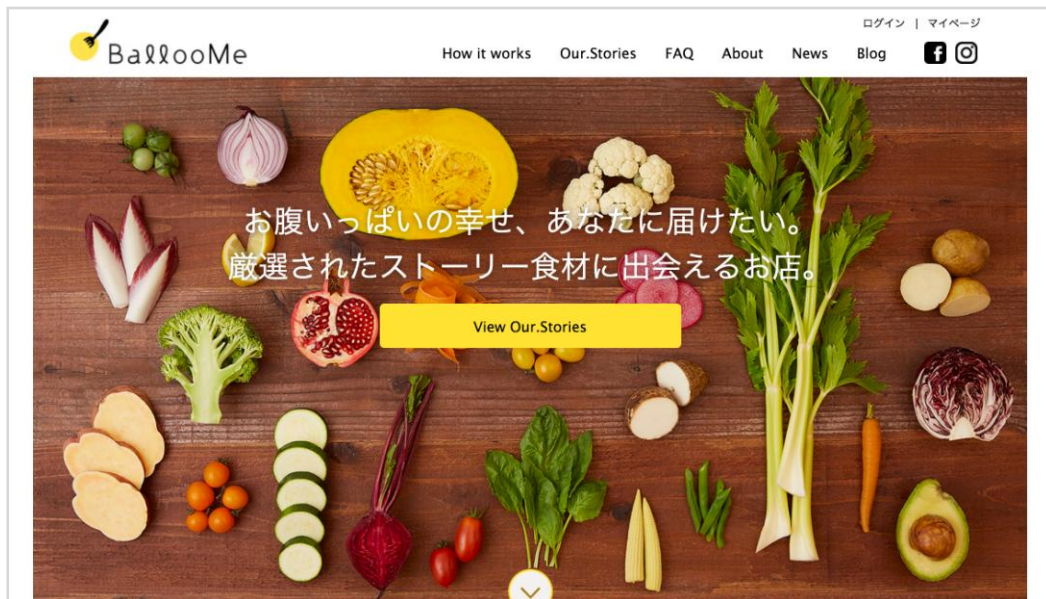 ログイン | マイページ
BallooMe
How it works Our.Stories FAQ About News Blog
お腹いっぱいの幸せ、あなたに届けたい。
厳選されたストーリー食材に出会えるお店。
View Our.Stories